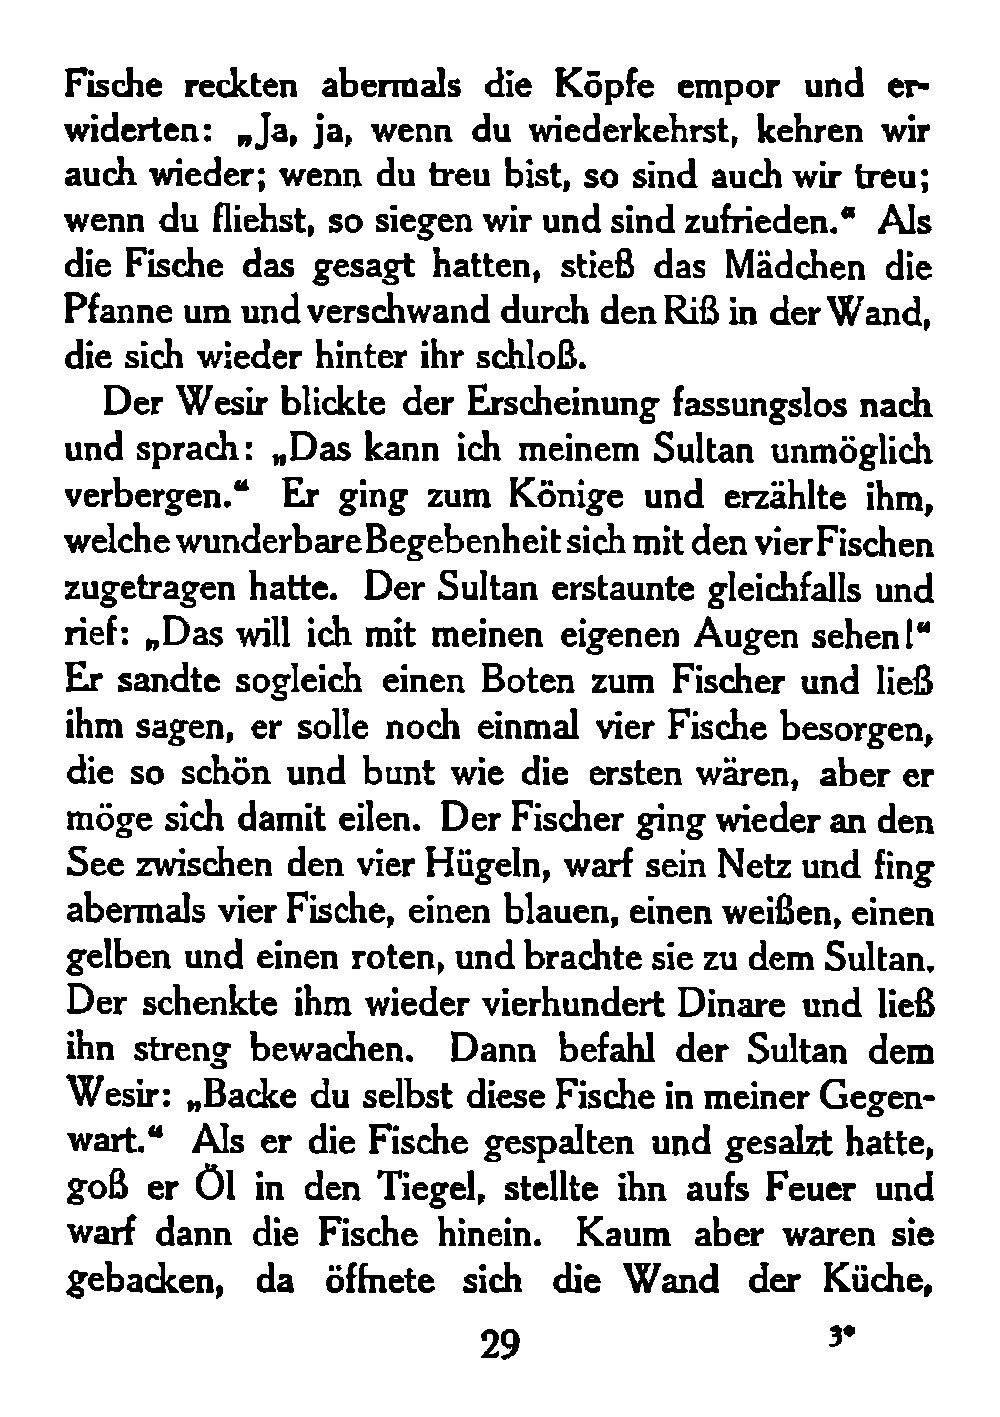 Fische reckten abermals die Köpfe empor und er-
widerten: „Ja, ja, wenn du wiederkehrst, kehren wir
auch wieder; wenn du treu bist, so sind auch wir treu;
wenn du fliehst, so siegen wir und sind zufrieden.“ Als
die Fische das gesagt hatten, stieß das Mädchen die
Pfanne um und verschwand durch den Riß in der Wand,
die sich wieder hinter ihr schloß.
Der Wesir blickte der Erscheinung fassungslos nach
und sprach: „Das kann ich meinem Sultan unmöglich
verbergen.“ Er ging zum Könige und erzählte ihm,
welche wunderbare Begebenheit sich mit den vier Fischen
zugetragen hatte. Der Sultan erstaunte gleichfalls und
rief: „Das will ich mit meinen eigenen Augen sehen!“
Er sandte sogleich einen Boten zum Fischer und ließ
ihm sagen, er solle noch einmal vier Fische besorgen,
die so schön und bunt wie die ersten wären, aber er
möge sich damit eilen. Der Fischer ging wieder an den
See zwischen den vier Hügeln, warf sein Netz und fing
abermals vier Fische, einen blauen, einen weißen, einen
gelben und einen roten, und brachte sie zu dem Sultan.
Der schenkte ihm wieder vierhundert Dinare und ließ
ihn streng bewachen. Dann befahl der Sultan dem
Wesir: „Backe du selbst diese Fische in meiner Gegen-
wart.“ Als er die Fische gespalten und gesalzt hatte,
goß er Öl in den Tiegel, stellte ihn aufs Feuer und
warf dann die Fische hinein. Kaum aber waren sie
gebacken, da öffnete sich die Wand der Küche,
29 3*